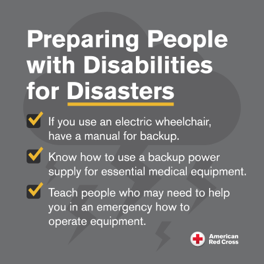 Preparing People
with Disabilities
for Disasters
If you use an electric wheelchair,
have a manual for backup.
Know how to use a backup power
supply for essential medical equipment.
Teach people who may need to help
you in an emergency how to
operate equipment.
American
Red Cross